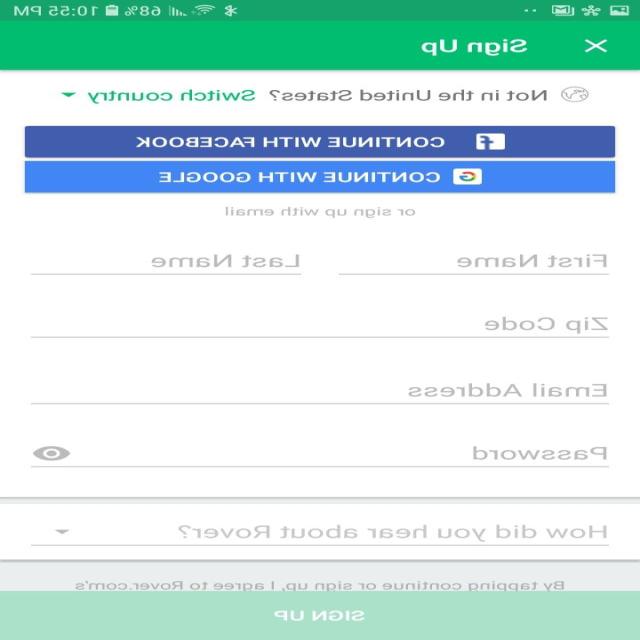 68% 10:55 PM
Sign Up
Not in the United States? Switch country
CONTINUE WITH FACEBOOK
CONTINUE WITH GOOGLE
or sign up with email
First Name Last Name
Zip Code
Email Address
Password
How did you hear about Rover?
By tapping continue or sign up, I agree to Rover.com's
SIGN UP